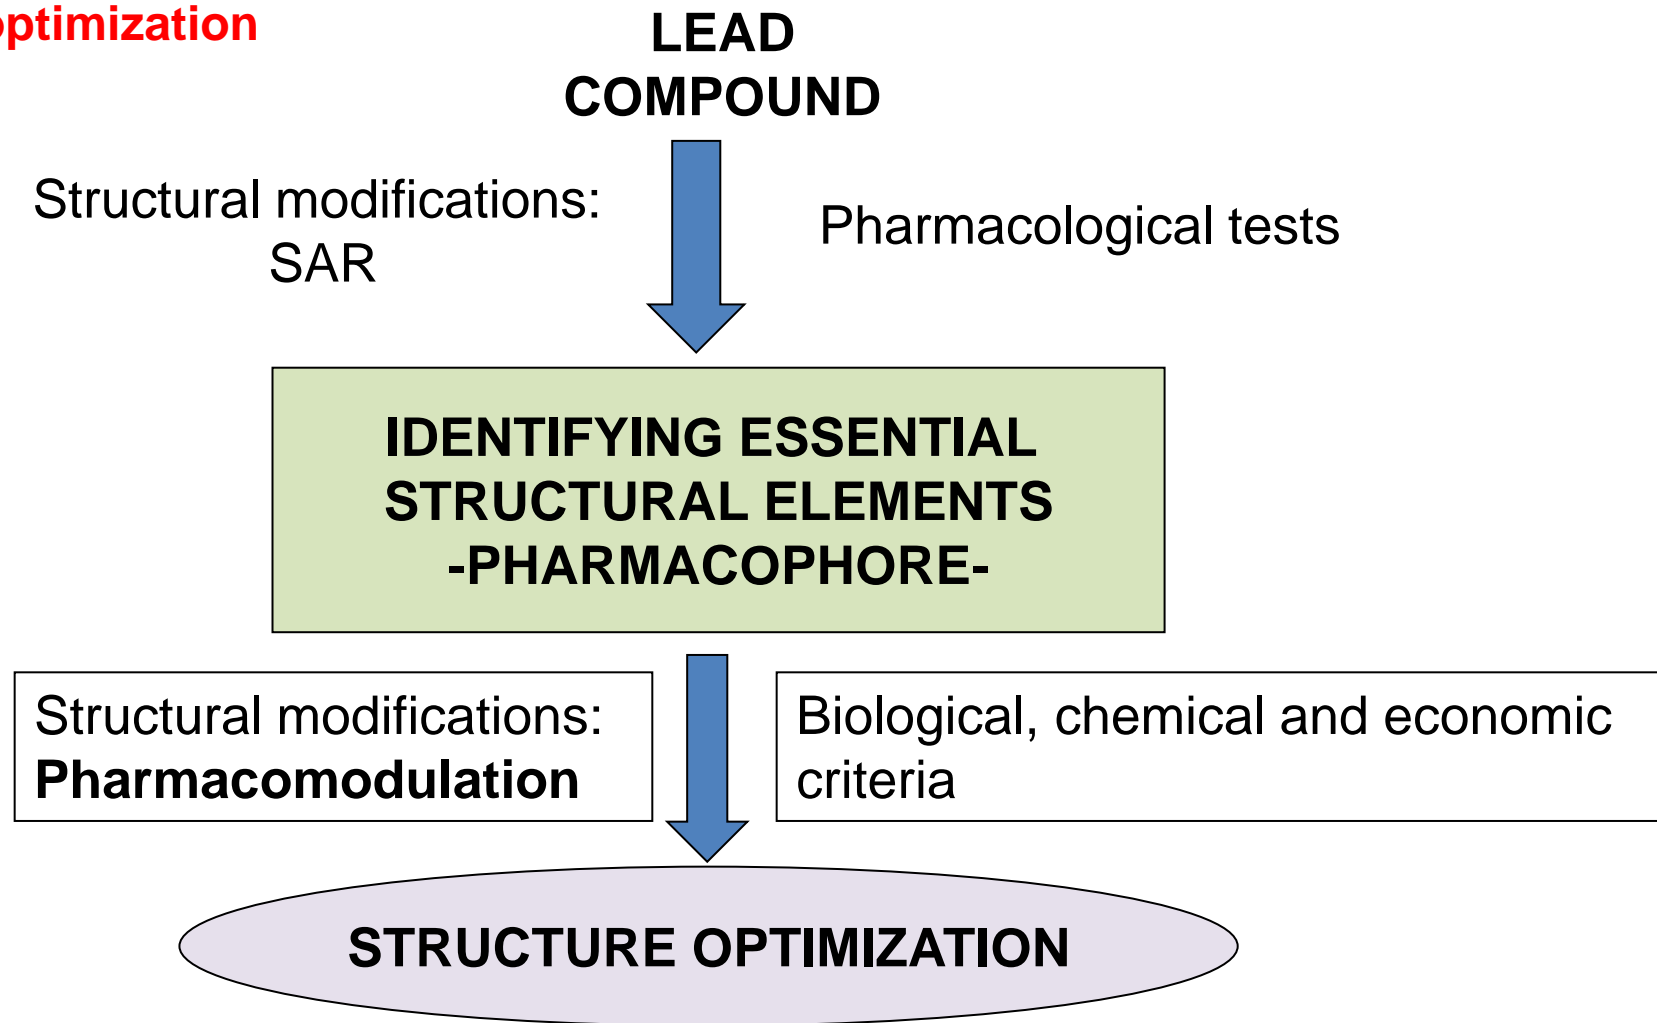 optimization
LEAD
COMPOUND
Structural modifications:
SAR
Pharmacological tests
IDENTIFYING ESSENTIAL
STRUCTURAL ELEMENTS
-PHARMACOPHORE-
Structural modifications:
Pharmacomodulation
Biological, chemical and economic
criteria
STRUCTURE OPTIMIZATION